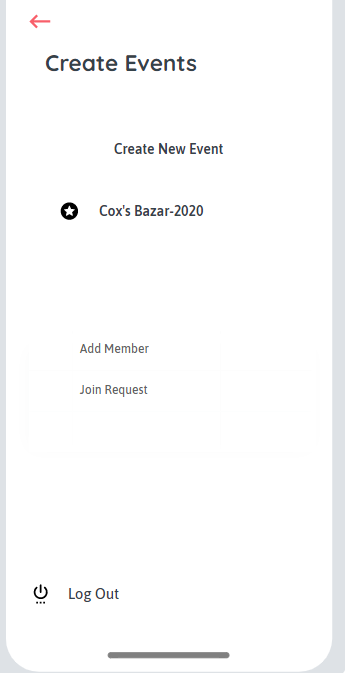 Create Events
Create New Event
Cox's Bazar-2020
Add Member
Join Request
Log Out